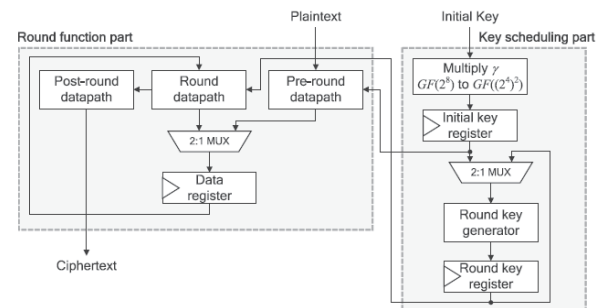 Plaintext
Initial Key
Round function part
Key scheduling part
Post-round
datapath
Round
datapath
Pre-round
datapath
Multiply γ
GF(2⁸) to GF((2⁴)²)
Initial key
register
2:1 MUX
2:1 MUX
Data
register
Round key
generator
Round key
register
Ciphertext